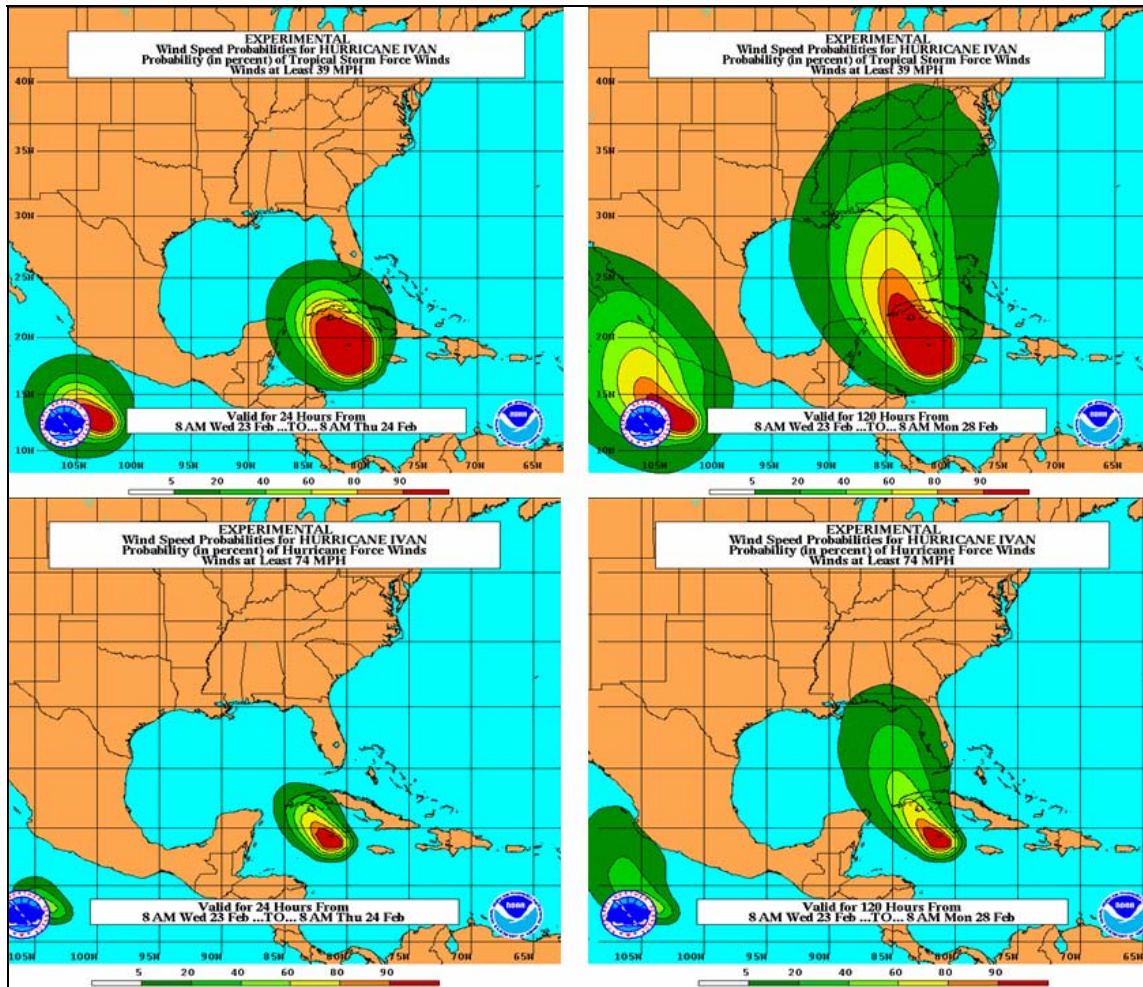 EXPERIMENTAL
Wind Speed Probabilities for HURRICANE IVAN
Probability (in percent) of Tropical Storm Force Winds
Winds at Least 39 MPH
40N
35N
30N
25N
20N
15N
10N
Valid for 24 Hours From
8 AM Wed 23 Feb ...TO... 8 AM Thu 24 Feb
NOAA
105W 100W 95W 90W 85W 80W 75W 70W 65W
5 20 40 60 80 90
EXPERIMENTAL
Wind Speed Probabilities for HURRICANE IVAN
Probability (in percent) of Tropical Storm Force Winds
Winds at Least 39 MPH
40N
35N
30N
25N
20N
15N
10N
Valid for 120 Hours From
8 AM Wed 23 Feb ...TO... 8 AM Mon 28 Feb
NOAA
105W 100W 95W 90W 85W 80W 75W 70W 65W
5 20 40 60 80 90
EXPERIMENTAL
Wind Speed Probabilities for HURRICANE IVAN
Probability (in percent) of Hurricane Force Winds
Winds at Least 74 MPH
Valid for 24 Hours From
8 AM Wed 23 Feb ...TO... 8 AM Thu 24 Feb
NOAA
105W 100W 95W 90W 85W 80W 75W 70W 65W
5 20 40 60 80 90
EXPERIMENTAL
Wind Speed Probabilities for HURRICANE IVAN
Probability (in percent) of Hurricane Force Winds
Winds at Least 74 MPH
Valid for 120 Hours From
8 AM Wed 23 Feb ...TO... 8 AM Mon 28 Feb
NOAA
105W 100W 95W 90W 85W 80W 75W 70W 65W
5 20 40 60 80 90